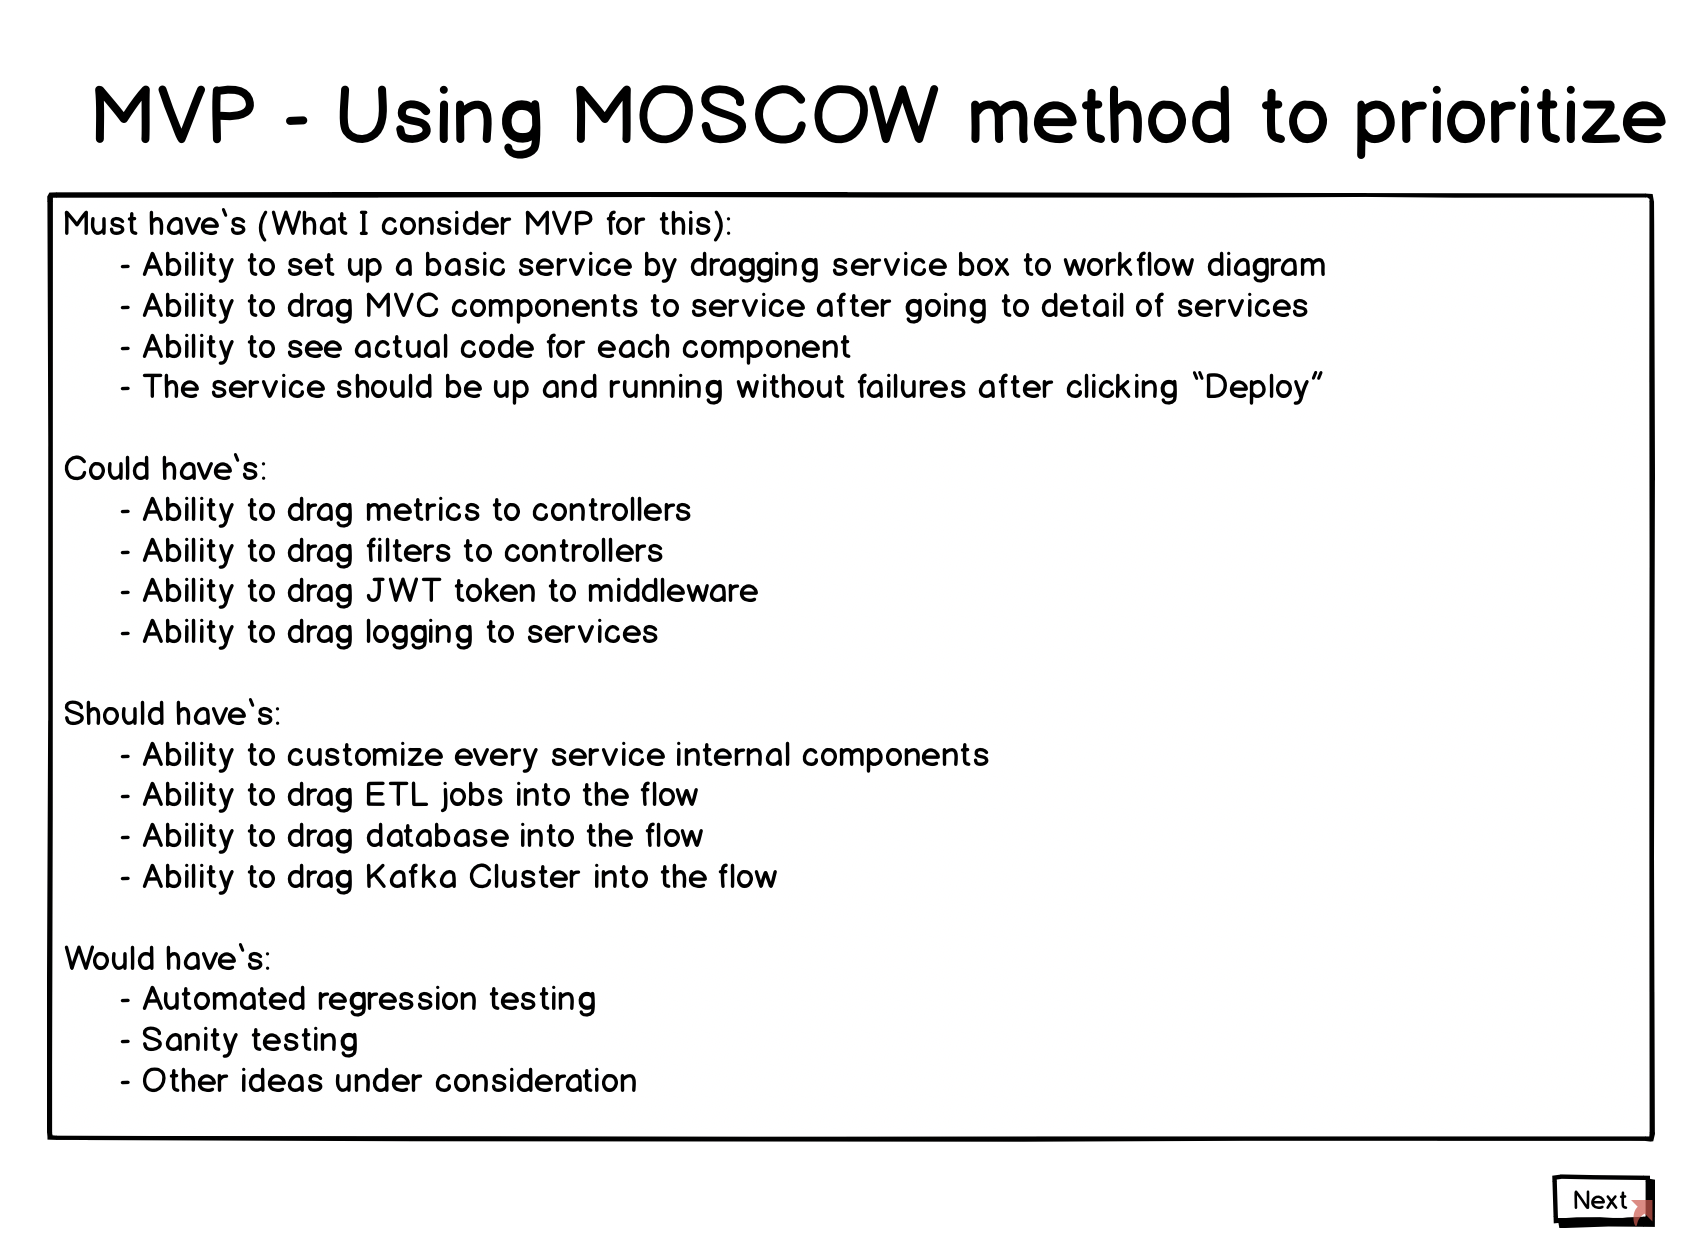 MVP - Using MOSCOW method to prioritize
Must have`s (What I consider MVP for this):
- Ability to set up a basic service by dragging service box to workflow diagram
- Ability to drag MVC components to service after going to detail of services
- Ability to see actual code for each component
- The service should be up and running without failures after clicking “Deploy”
Could have`s:
- Ability to drag metrics to controllers
- Ability to drag filters to controllers
- Ability to drag JWT token to middleware
- Ability to drag logging to services
Should have`s:
- Ability to customize every service internal components
- Ability to drag ETL jobs into the flow
- Ability to drag database into the flow
- Ability to drag Kafka Cluster into the flow
Would have`s:
- Automated regression testing
- Sanity testing
- Other ideas under consideration
Next